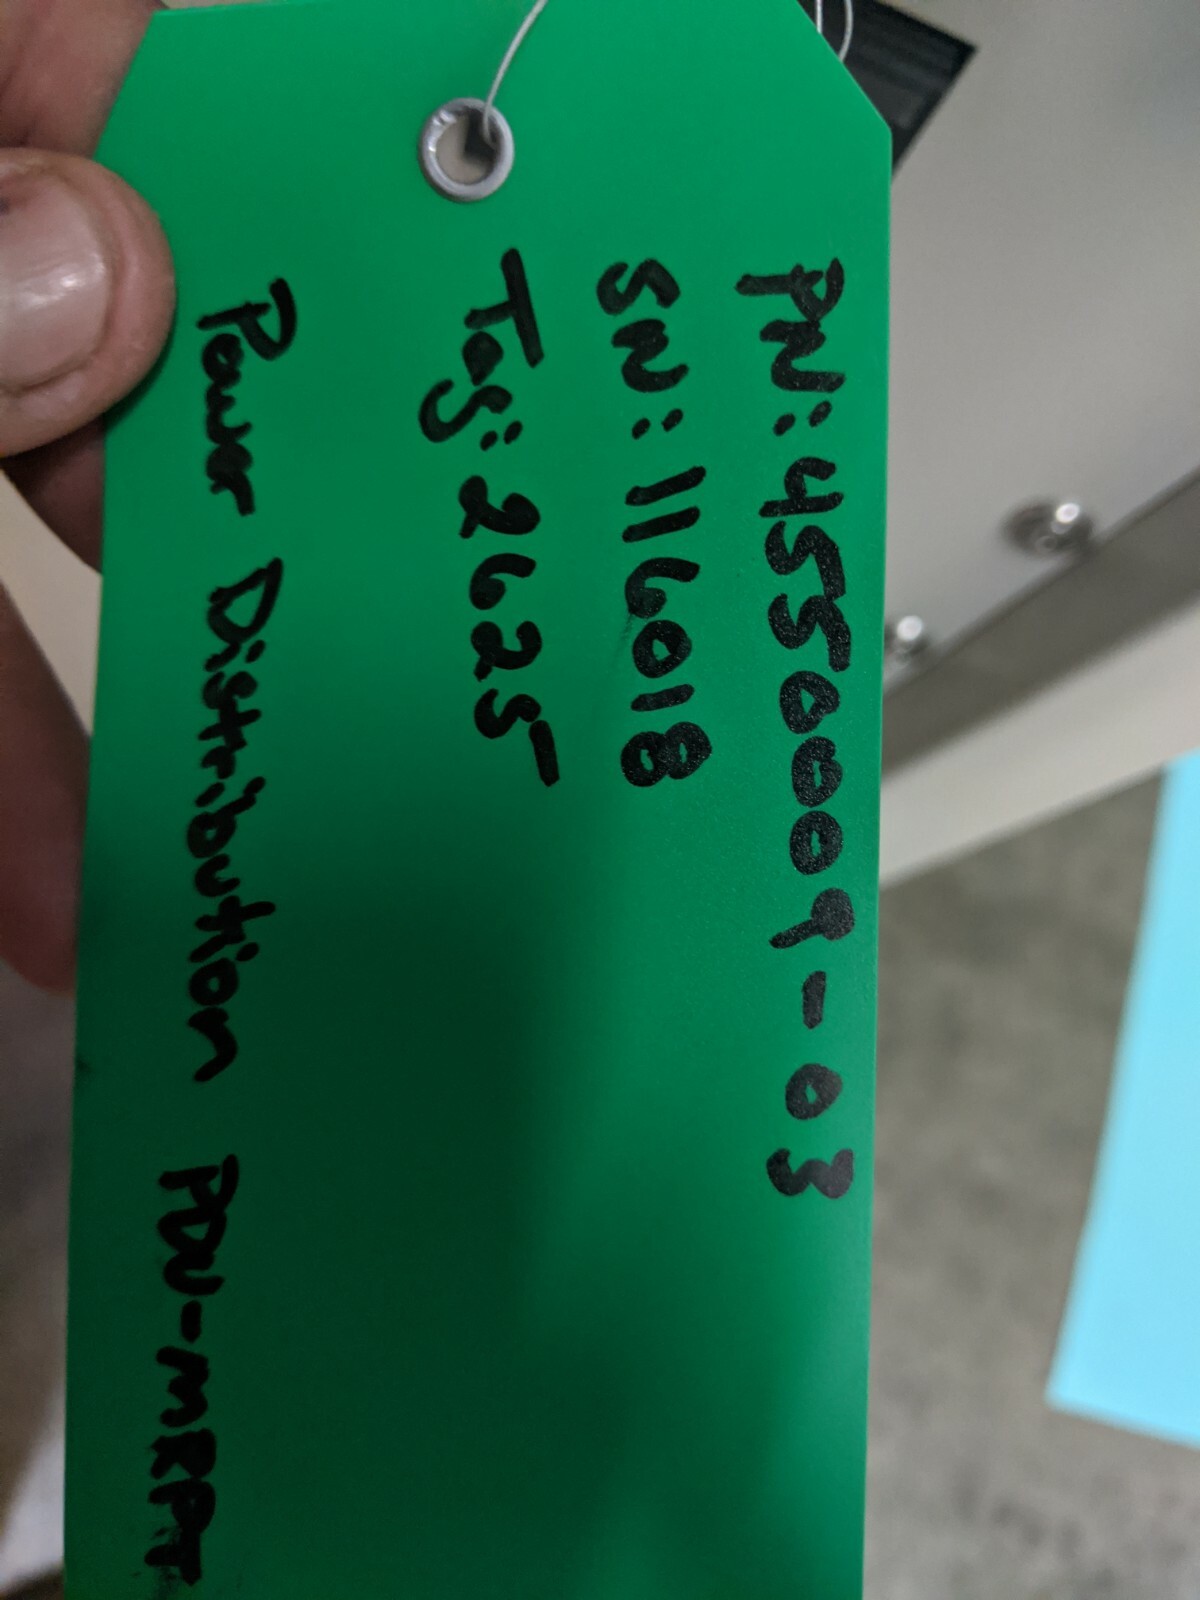 PN: 4550009-03
SN: 116018
Tag: 2625
Power Distribution PDU-MRPT